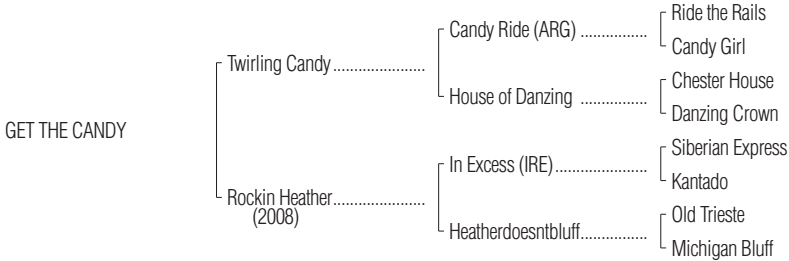 Ride the Rails
Candy Ride (ARG) ................
Candy Girl
Twirling Candy......................
Chester House
House of Danzing ................
Danzing Crown
GET THE CANDY
Siberian Express
In Excess (IRE)......................
Kantado
Rockin Heather......................
(2008)
Old Trieste
Heatherdoesntbluff................
Michigan Bluff